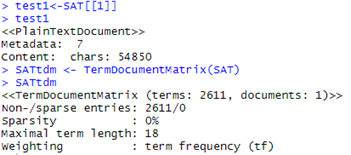 > test1<-SAT[[1]]
> test1
<<PlainTextDocument>>
Metadata:  7
Content:  chars: 54850
> SATtdm <- TermDocumentMatrix(SAT)
> SATtdm
<<TermDocumentMatrix (terms: 2611, documents: 1)>>
Non-/sparse entries: 2611/0
Sparsity           : 0%
Maximal term length: 18
Weighting          : term frequency (tf)